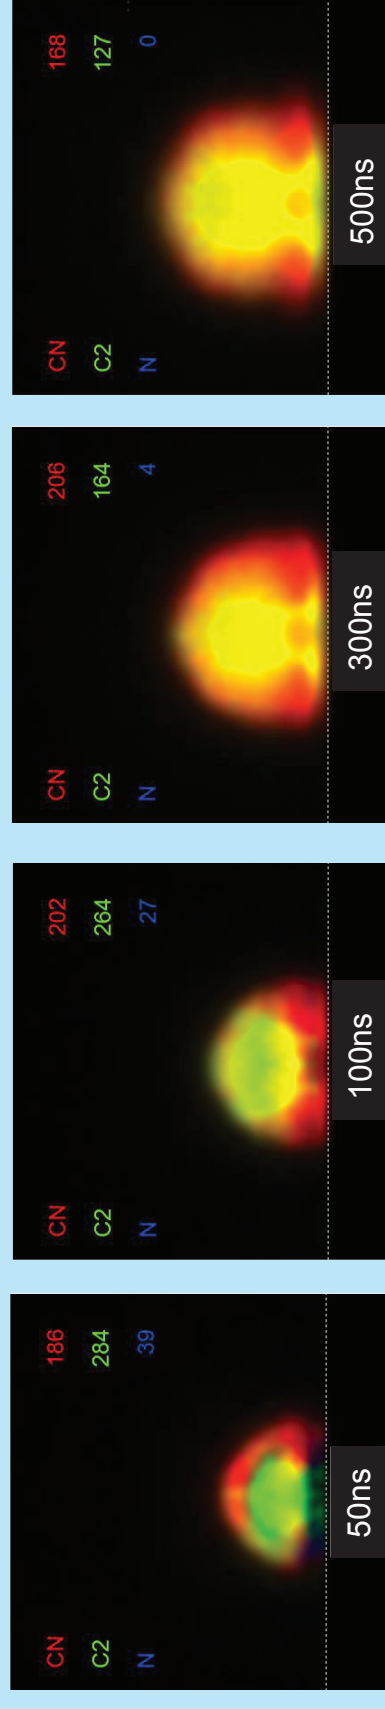 CN 186
C2 284
N 39
50ns
CN 202
C2 264
N 27
100ns
CN 206
C2 164
N 4
300ns
CN 168
C2 127
N 0
500ns